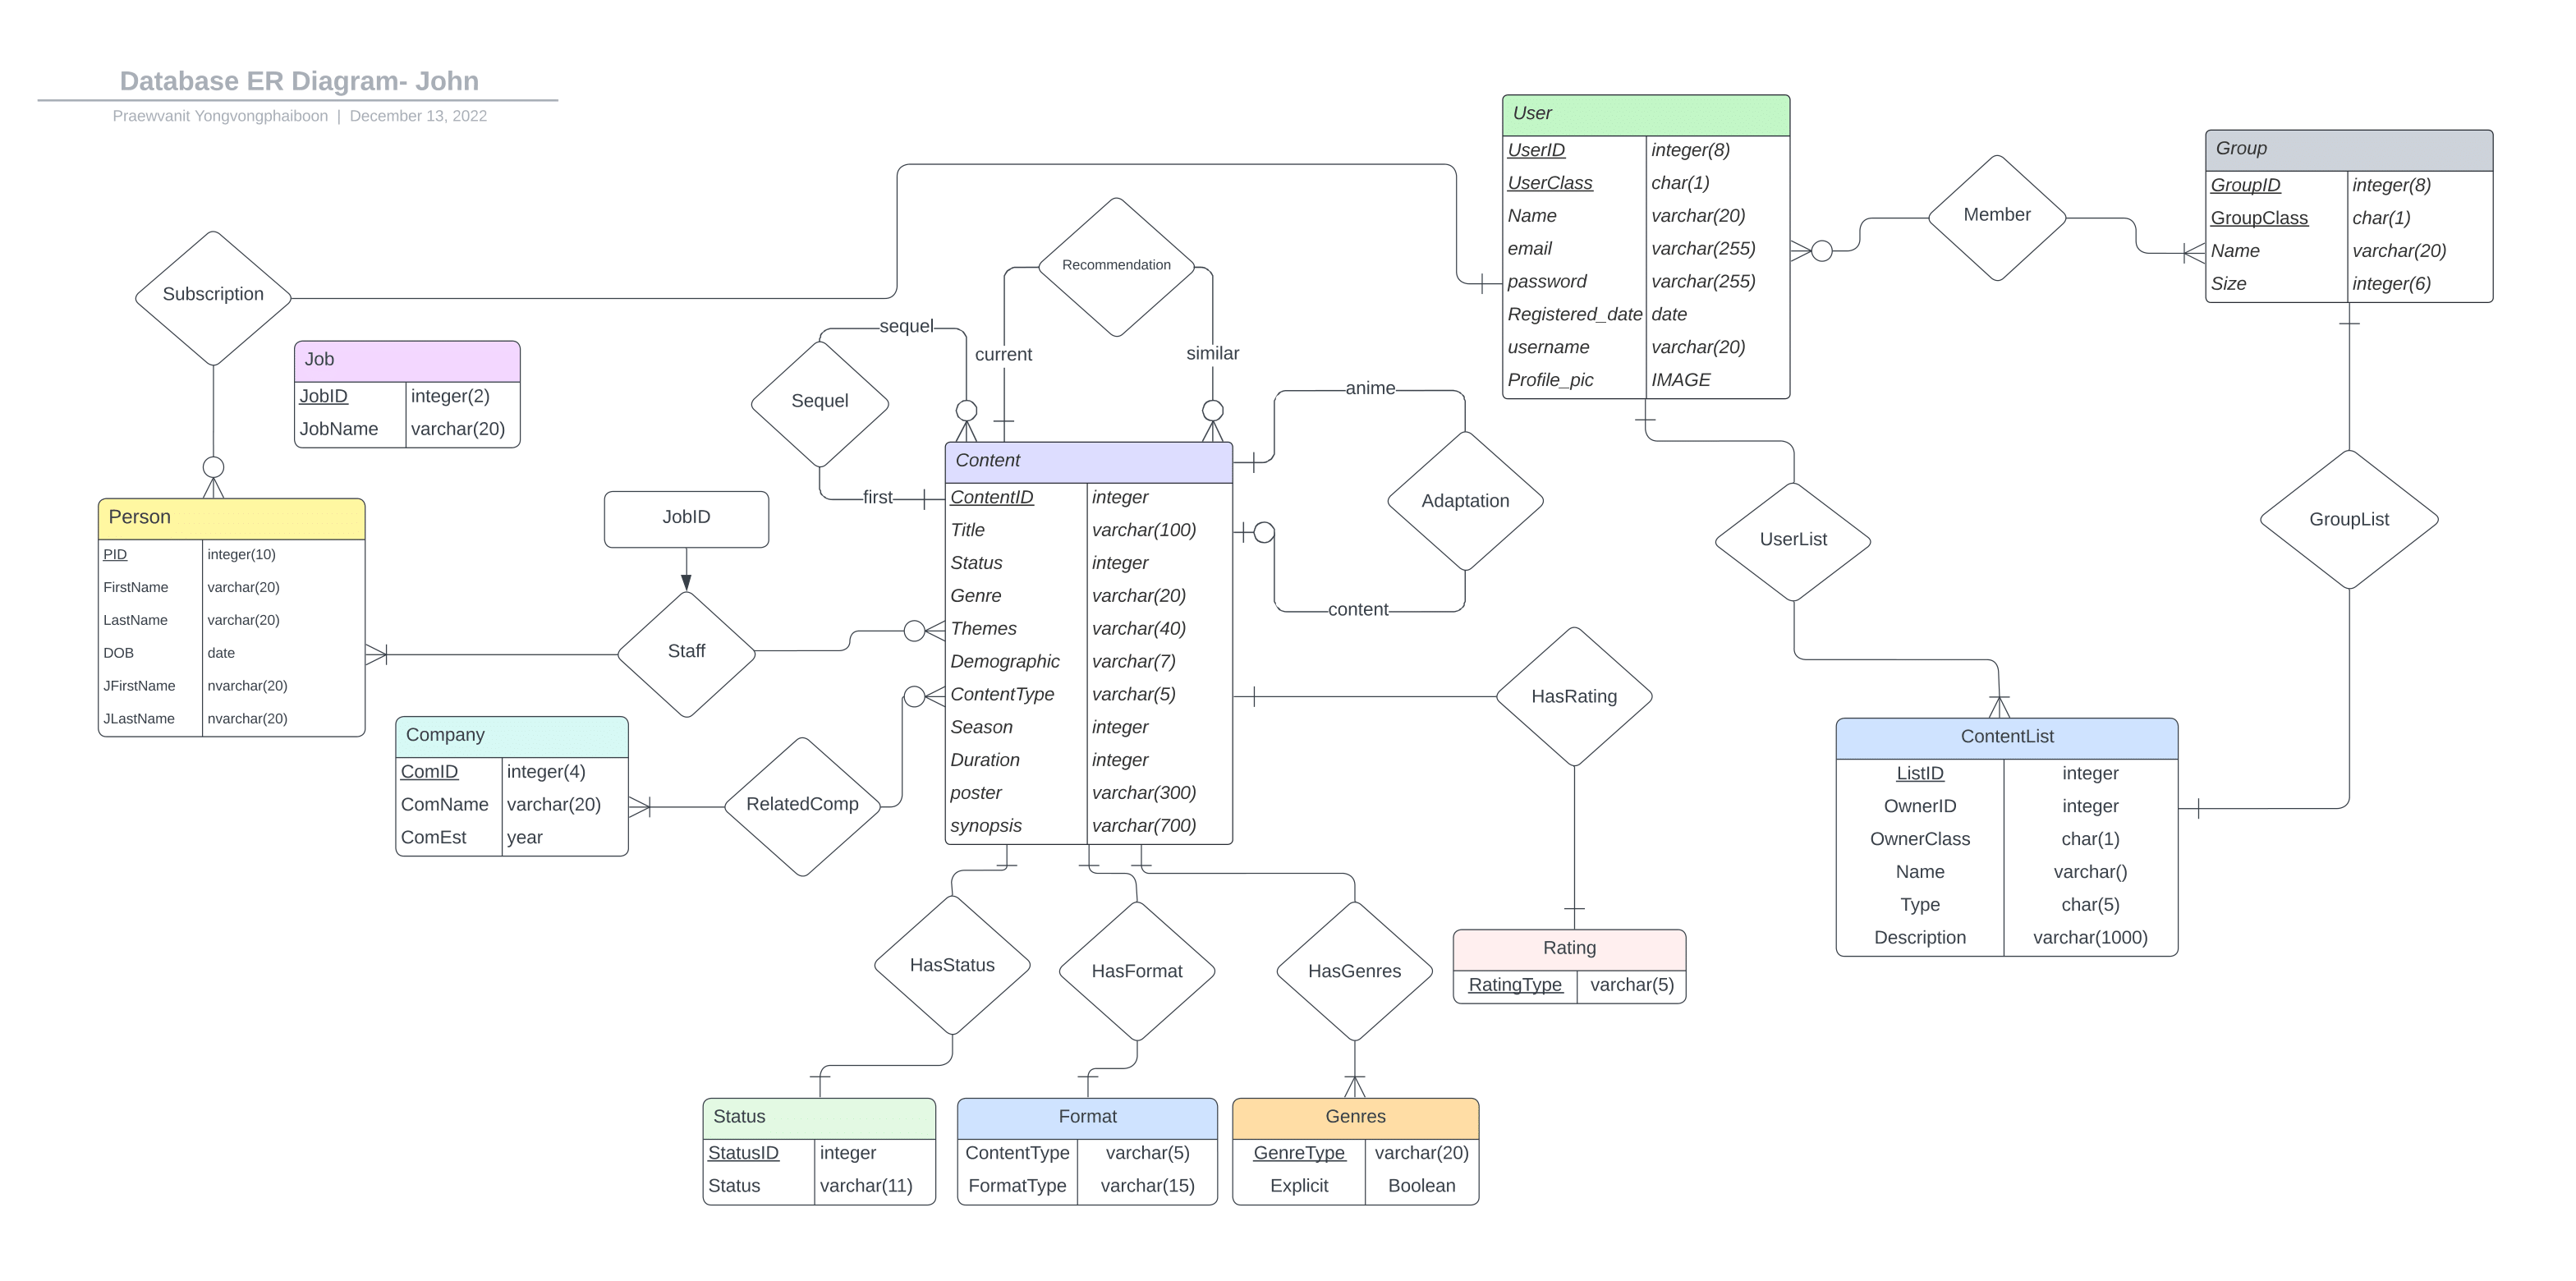 Database ER Diagram- John
Praewvanit Yongvongphaiboon | December 13, 2022
User
UserID integer(8)
UserClass char(1)
Name varchar(20)
email varchar(255)
password varchar(255)
Registered_date date
username varchar(20)
Profile_pic IMAGE
Member
Group
GroupID integer(8)
GroupClass char(1)
Name varchar(20)
Size integer(6)
Subscription
Recommendation
current
similar
sequel
Sequel
first
Job
JobID integer(2)
JobName varchar(20)
anime
Adaptation
content
Content
ContentID integer
Title varchar(100)
Status integer
Genre varchar(20)
Themes varchar(40)
Demographic varchar(7)
ContentType varchar(5)
Season integer
Duration integer
poster varchar(300)
synopsis varchar(700)
Person
PID integer(10)
FirstName varchar(20)
LastName varchar(20)
DOB date
JFirstName nvarchar(20)
JLastName nvarchar(20)
JobID
Staff
UserList
GroupList
Company
ComID integer(4)
ComName varchar(20)
ComEst year
RelatedComp
HasRating
ContentList
ListID integer
OwnerID integer
OwnerClass char(1)
Name varchar()
Type char(5)
Description varchar(1000)
HasStatus
HasFormat
HasGenres
Rating
RatingType varchar(5)
Status
StatusID integer
Status varchar(11)
Format
ContentType varchar(5)
FormatType varchar(15)
Genres
GenreType varchar(20)
Explicit Boolean